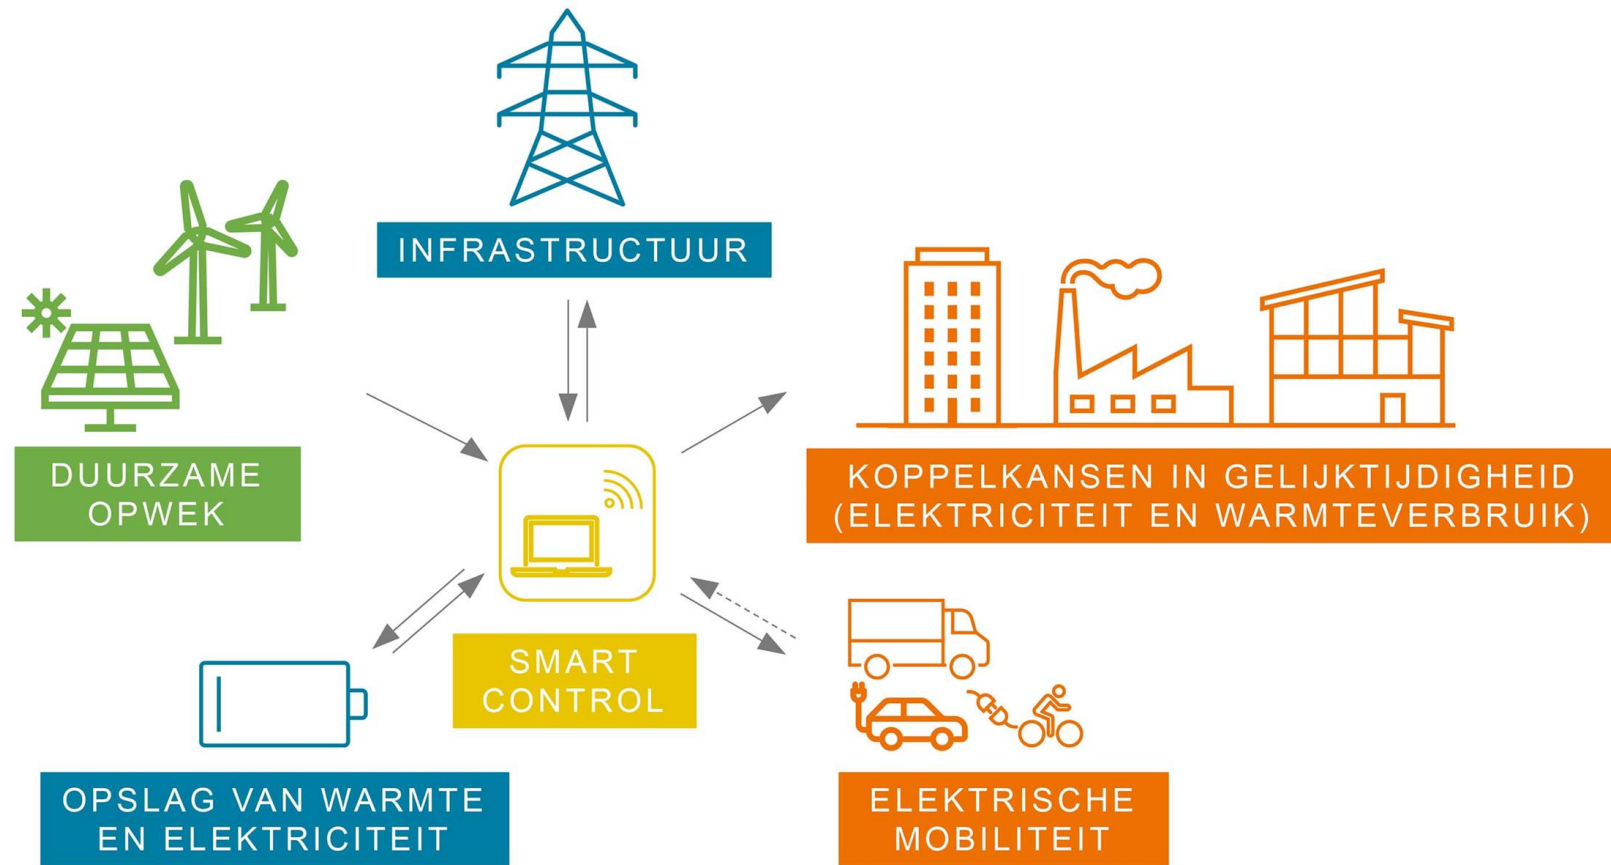 INFRASTRUCTUUR
DUURZAME
OPWEK
KOPPELKANSEN IN GELIJKTIJDIGHEID
(ELEKTRICITEIT EN WARMTEVERBRUIK)
SMART
CONTROL
OPSLAG VAN WARMTE
EN ELEKTRICITEIT
ELEKTRISCHE
MOBILITEIT